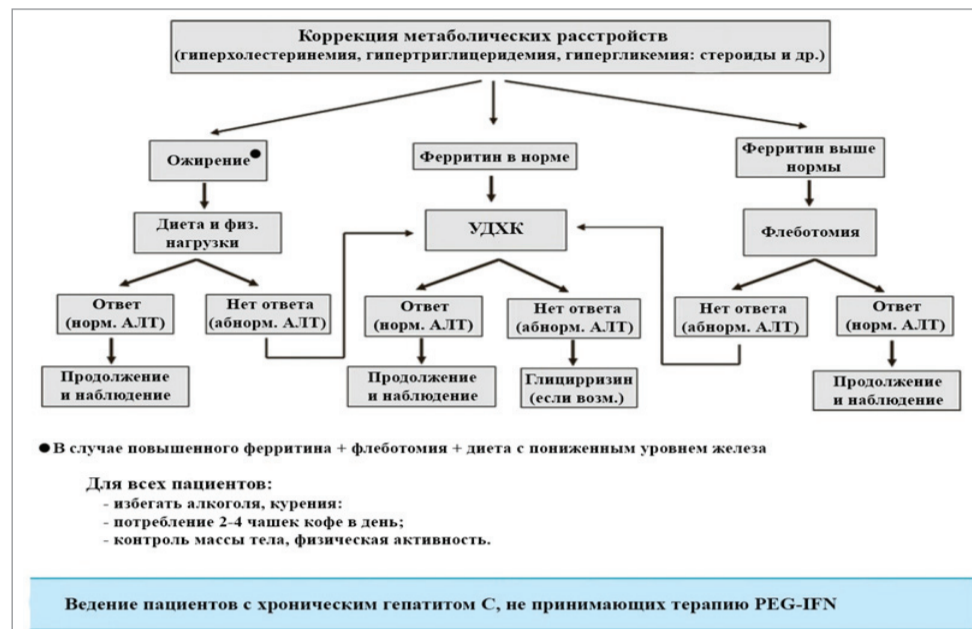 Коррекция метаболических расстройств
(гиперхолестеринемия, гипертриглицеридемия, гипергликемия: стероиды и др.)
Ожирение●
Ферритин в норме
Ферритин выше
нормы
Диета и физ.
нагрузки
УДХК
Флеботомия
Ответ
(норм. АЛТ)
Нет ответа
(абнорм. АЛТ)
Ответ
(норм. АЛТ)
Нет ответа
(абнорм. АЛТ)
Нет ответа
(абнорм. АЛТ)
Ответ
(норм. АЛТ)
Продолжение
и наблюдение
Продолжение
и наблюдение
Глицирризин
(если возм.)
Продолжение
и наблюдение
●В случае повышенного ферритина + флеботомия + диета с пониженным уровнем железа
Для всех пациентов:
- избегать алкоголя, курения:
- потребление 2-4 чашек кофе в день;
- контроль массы тела, физическая активность.
Ведение пациентов с хроническим гепатитом С, не принимающих терапию PEG-IFN